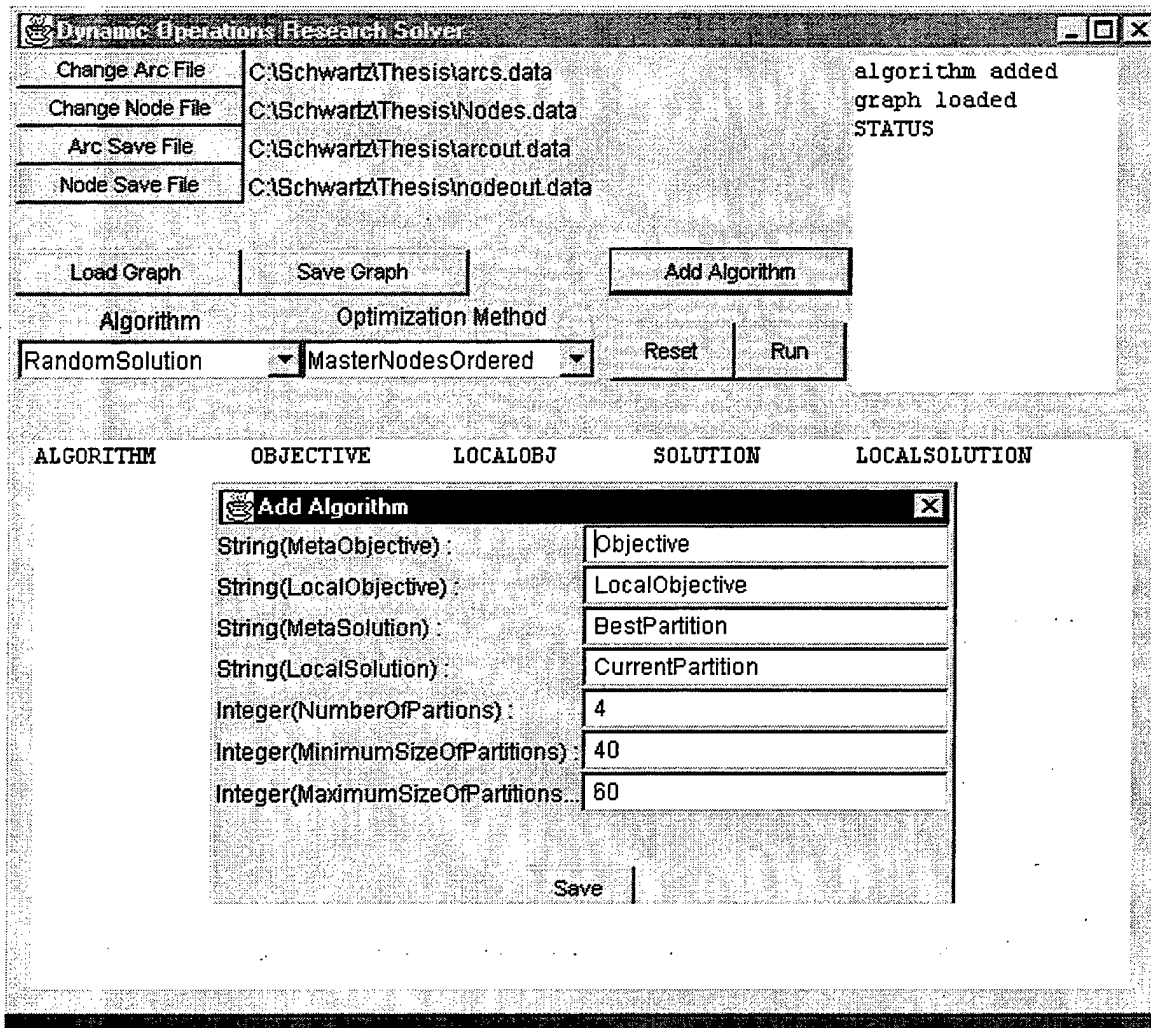 Dynamic Operations Research Solver
Change Arc File C:\Schwartz\Thesis\arcs.data
Change Node File C:\Schwartz\Thesis\Nodes.data
Arc Save File C:\Schwartz\Thesis\arcout.data
Node Save File C:\Schwartz\Thesis\nodeout.data
algorithm added
graph loaded
STATUS
Load Graph Save Graph Add Algorithm
Algorithm Optimization Method
RandomSolution MasterNodesOrdered Reset Run
ALGORITHM OBJECTIVE LOCALOBJ SOLUTION LOCALSOLUTION
Add Algorithm
String(MetaObjective) : Objective
String(LocalObjective) : LocalObjective
String(MetaSolution) : BestPartition
String(LocalSolution) : CurrentPartition
Integer(NumberOfPartions) : 4
Integer(MinimumSizeOfPartitions) : 40
Integer(MaximumSizeOfPartitions... 60
Save